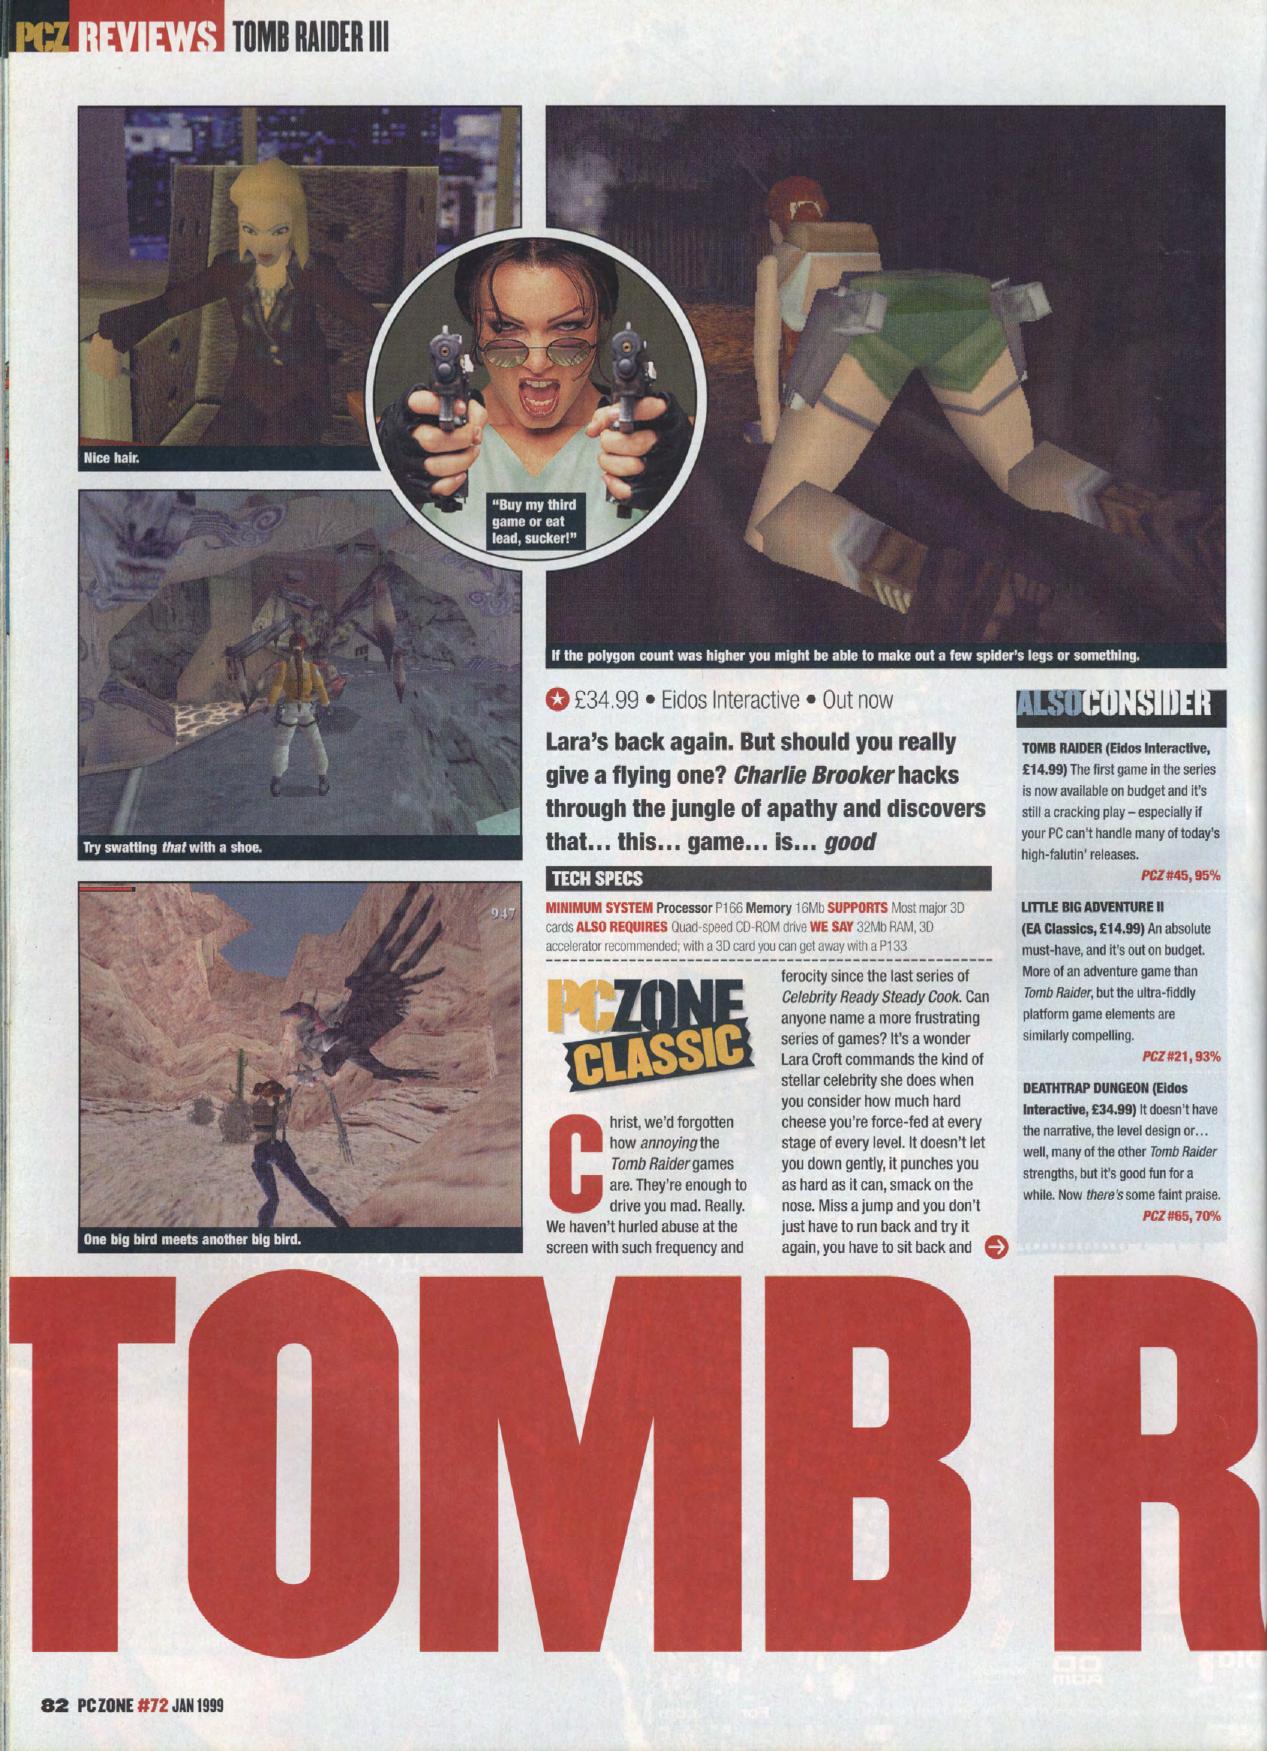 PCZ REVIEWS TOMB RAIDER III
Nice hair.
"Buy my third
game or eat
lead, sucker!"
If the polygon count was higher you might be able to make out a few spider's legs or something.
Try swatting that with a shoe.
947
One big bird meets another big bird.
£34.99 • Eidos Interactive • Out now
Lara's back again. But should you really
give a flying one? Charlie Brooker hacks
through the jungle of apathy and discovers
that... this... game... is... good
TECH SPECS
MINIMUM SYSTEM Processor P166 Memory 16Mb SUPPORTS Most major 3D
cards ALSO REQUIRES Quad-speed CD-ROM drive WE SAY 32Mb RAM, 3D
accelerator recommended; with a 3D card you can get away with a P133
PCZONE
CLASSIC
Christ, we'd forgotten
how annoying the
Tomb Raider games
are. They're enough to
drive you mad. Really.
We haven't hurled abuse at the
screen with such frequency and
ferocity since the last series of
Celebrity Ready Steady Cook. Can
anyone name a more frustrating
series of games? It's a wonder
Lara Croft commands the kind of
stellar celebrity she does when
you consider how much hard
cheese you're force-fed at every
stage of every level. It doesn't let
you down gently, it punches you
as hard as it can, smack on the
nose. Miss a jump and you don't
just have to run back and try it
again, you have to sit back and
ALSOCONSIDER
TOMB RAIDER (Eidos Interactive,
£14.99) The first game in the series
is now available on budget and it's
still a cracking play – especially if
your PC can't handle many of today's
high-falutin' releases.
PCZ #45, 95%
LITTLE BIG ADVENTURE II
(EA Classics, £14.99) An absolute
must-have, and it's out on budget.
More of an adventure game than
Tomb Raider, but the ultra-fiddly
platform game elements are
similarly compelling.
PCZ #21, 93%
DEATHTRAP DUNGEON (Eidos
Interactive, £34.99) It doesn't have
the narrative, the level design or...
well, many of the other Tomb Raider
strengths, but it's good fun for a
while. Now there's some faint praise.
PCZ #65, 70%
TOMB R
82 PCZONE #72 JAN 1999